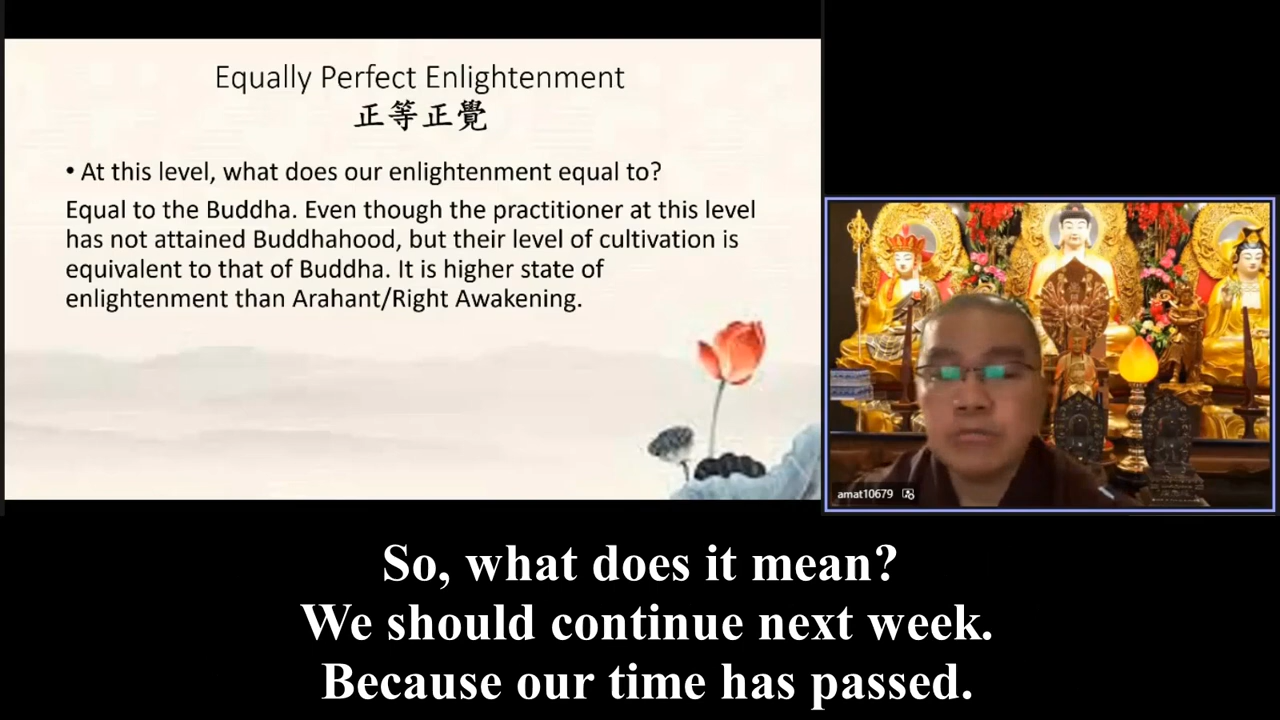 Equally Perfect Enlightenment
正等正覺
• At this level, what does our enlightenment equal to?
Equal to the Buddha. Even though the practitioner at this level
has not attained Buddhahood, but their level of cultivation is
equivalent to that of Buddha. It is higher state of
enlightenment than Arahant/Right Awakening.
amat10679
So, what does it mean?
We should continue next week.
Because our time has passed.